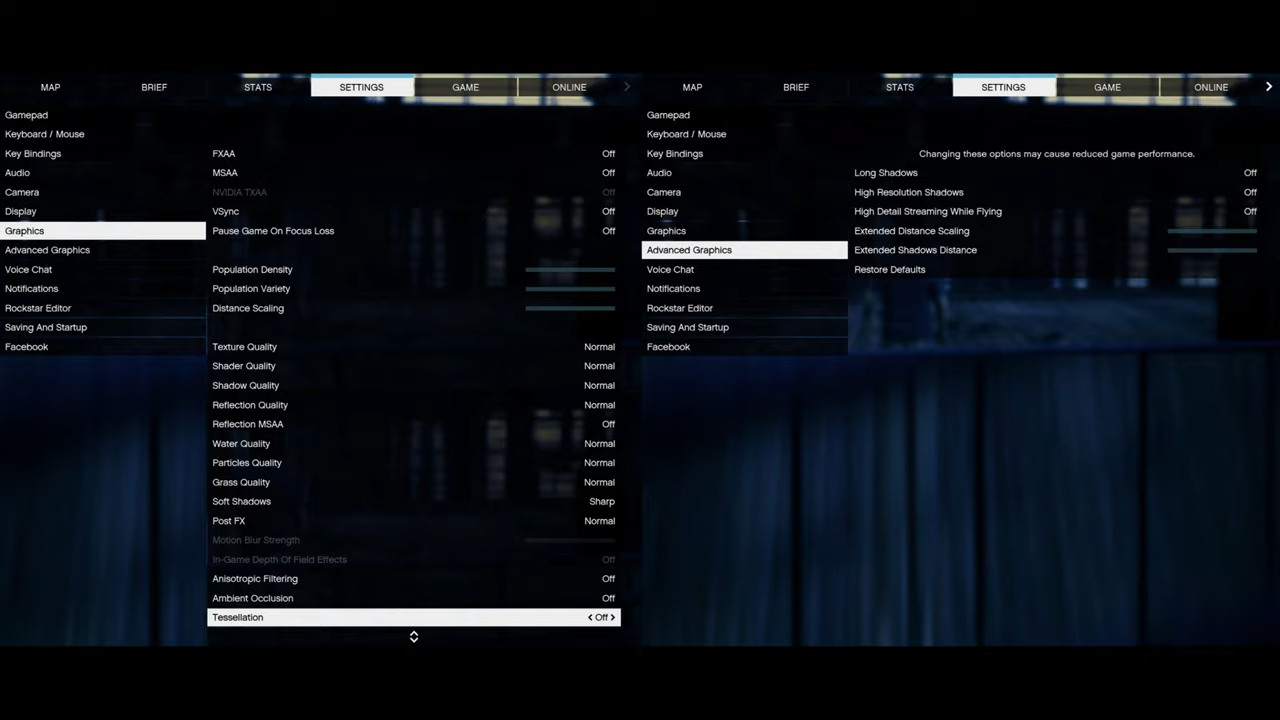 MAP BRIEF STATS SETTINGS GAME ONLINE
Gamepad
Keyboard / Mouse
Key Bindings
Audio
Camera
Display
Graphics
Advanced Graphics
Voice Chat
Notifications
Rockstar Editor
Saving And Startup
Facebook
FXAA Off
MSAA Off
NVIDIA TXAA Off
VSync Off
Pause Game On Focus Loss Off
Population Density
Population Variety
Distance Scaling
Texture Quality Normal
Shader Quality Normal
Shadow Quality Normal
Reflection Quality Normal
Reflection MSAA Off
Water Quality Normal
Particles Quality Normal
Grass Quality Normal
Soft Shadows Sharp
Post FX Normal
Motion Blur Strength
In-Game Depth Of Field Effects Off
Anisotropic Filtering Off
Ambient Occlusion Off
Tessellation < Off >
MAP BRIEF STATS SETTINGS GAME ONLINE
Gamepad
Keyboard / Mouse
Key Bindings
Audio
Camera
Display
Graphics
Advanced Graphics
Voice Chat
Notifications
Rockstar Editor
Saving And Startup
Facebook
Changing these options may cause reduced game performance.
Long Shadows Off
High Resolution Shadows Off
High Detail Streaming While Flying Off
Extended Distance Scaling
Extended Shadows Distance
Restore Defaults